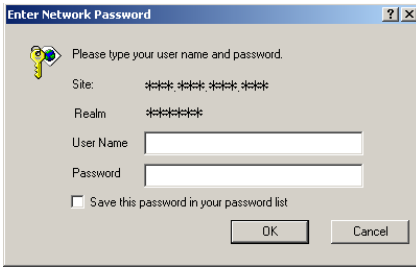 Enter Network Password
Please type your user name and password.
Site: ***.***.***.***
Realm ******
User Name
Password
Save this password in your password list
OK Cancel